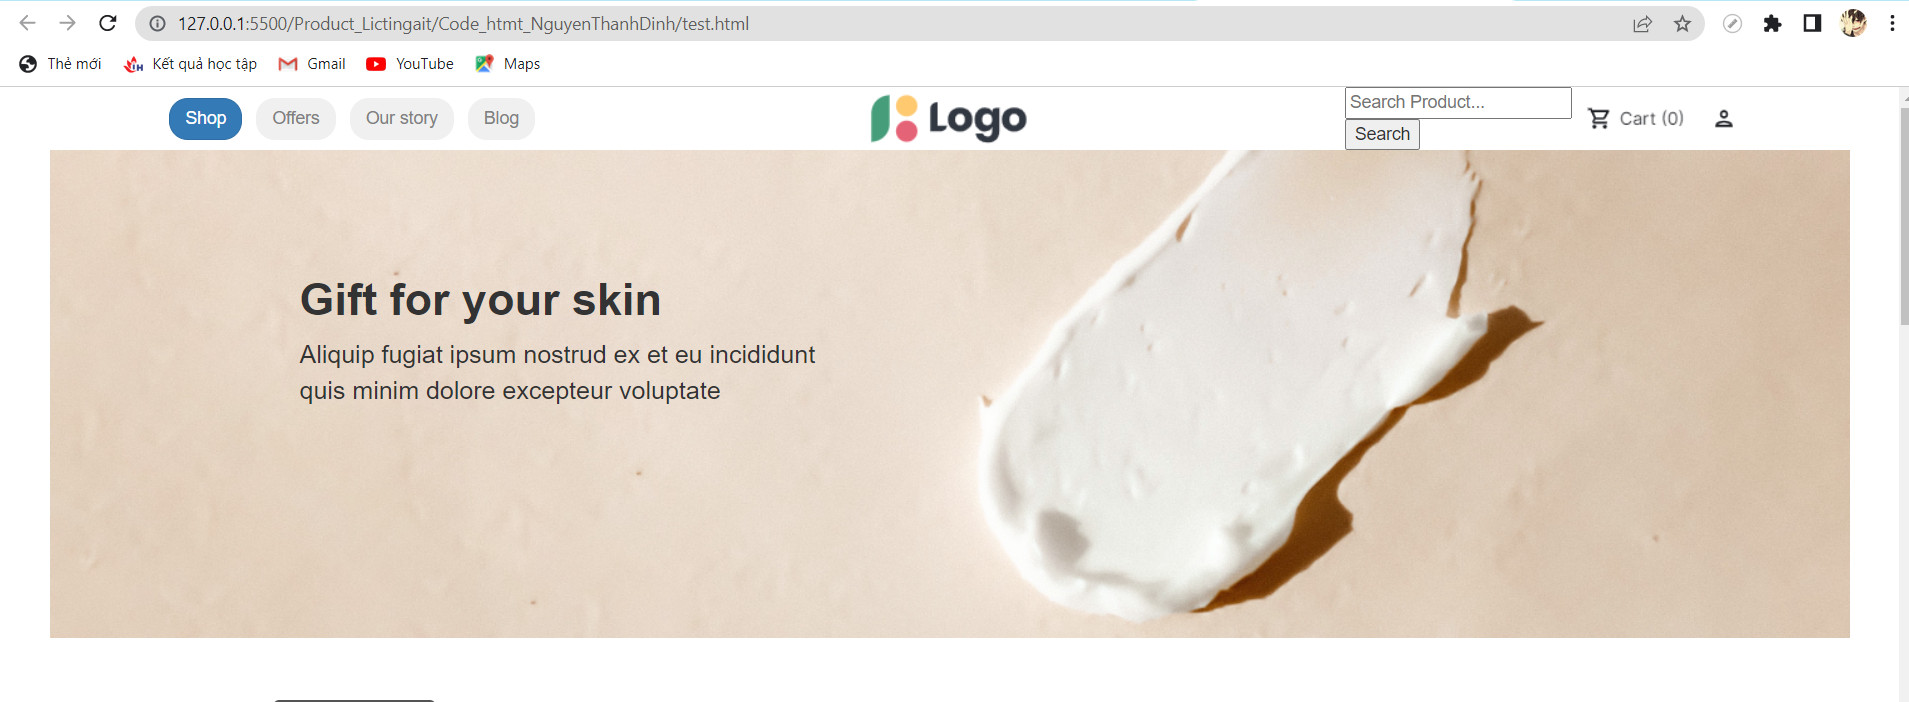 127.0.0.1:5500/Product_Lictingait/Code_htmt_NguyenThanhDinh/test.html
Thẻ mới Kết quả học tập Gmail YouTube Maps
Shop Offers Our story Blog Logo Search Product... Cart (0)
Search
Gift for your skin
Aliquip fugiat ipsum nostrud ex et eu incididunt
quis minim dolore excepteur voluptate